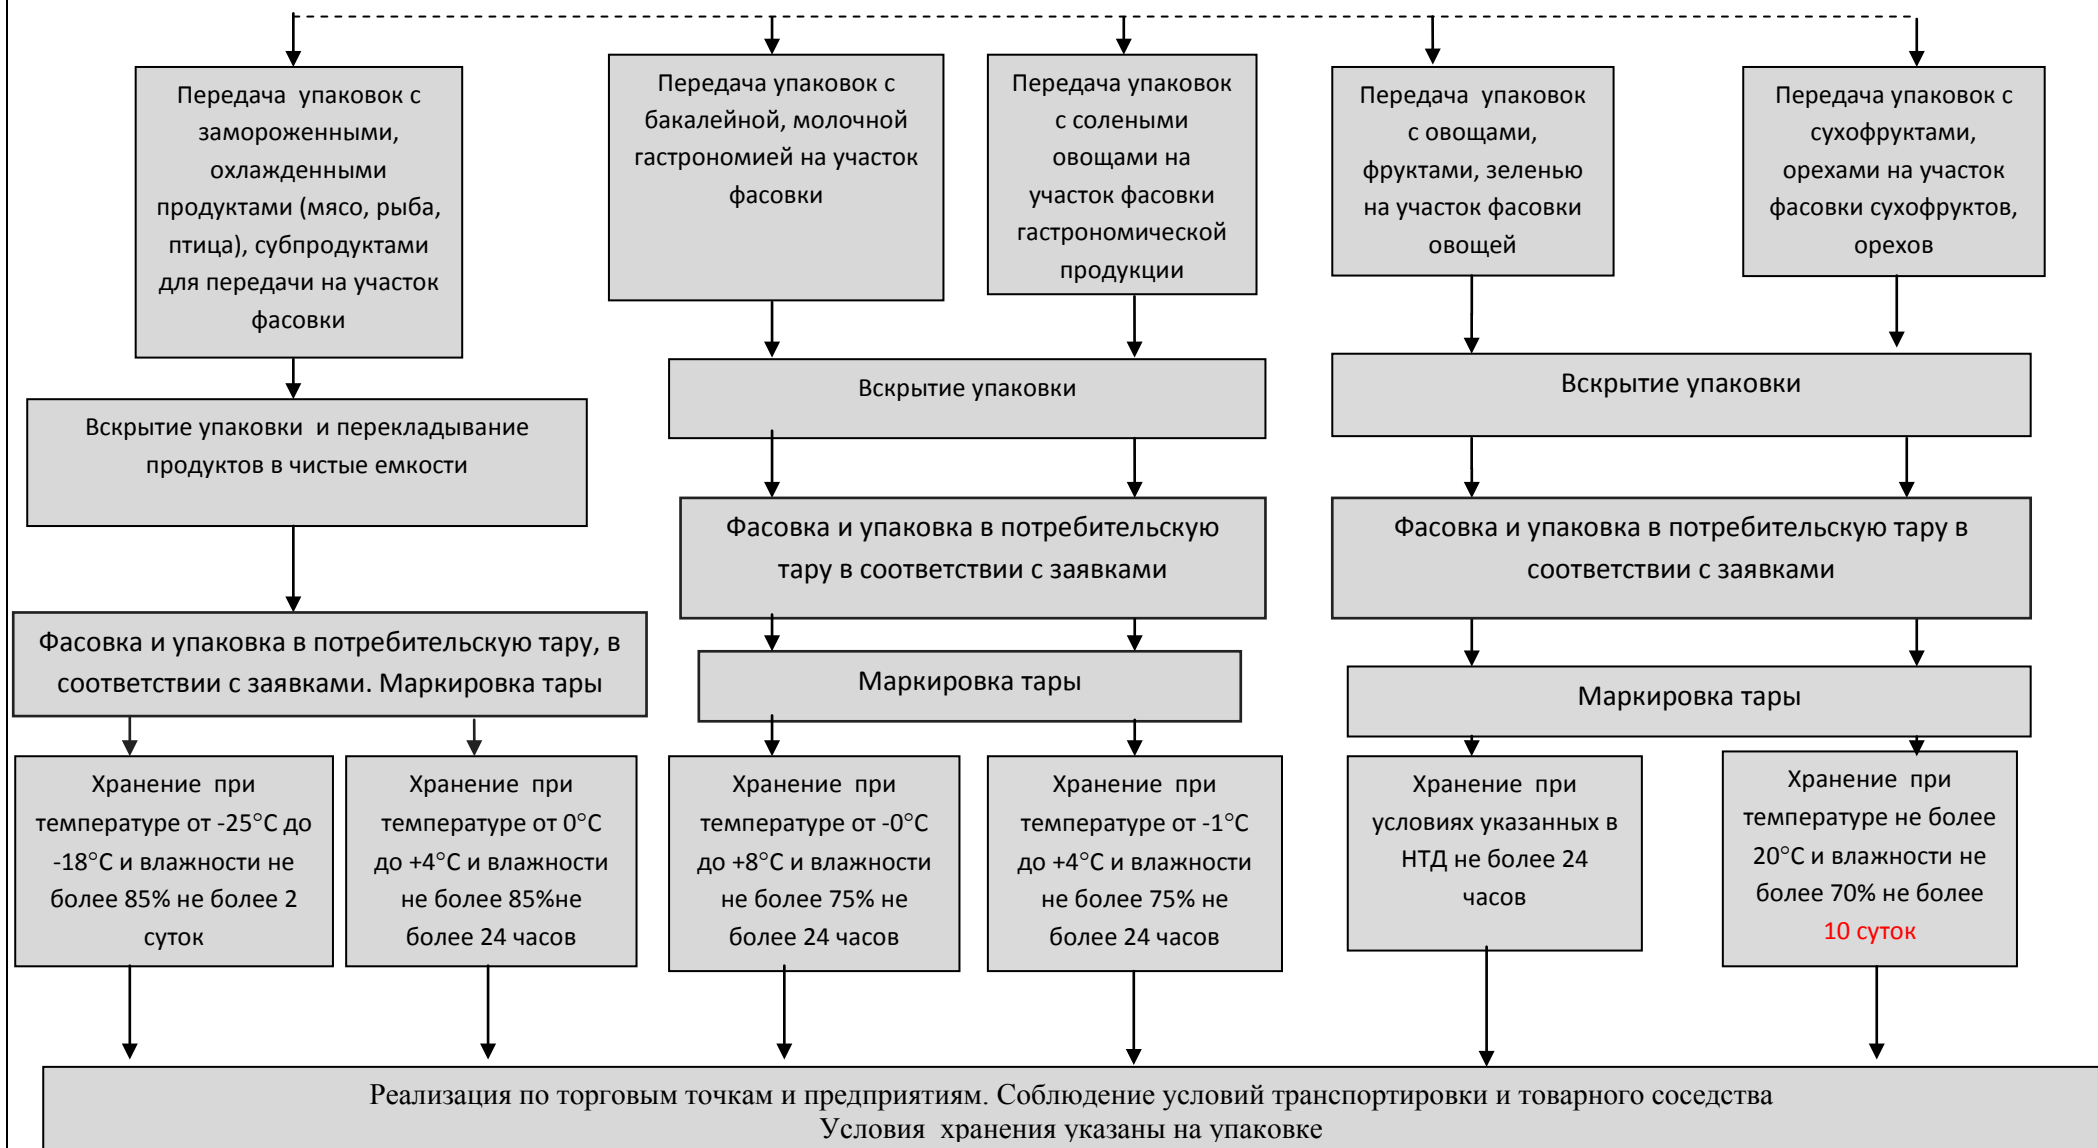 Передача упаковок с
замороженными,
охлажденными
продуктами (мясо, рыба,
птица), субпродуктами
для передачи на участок
фасовки
Передача упаковок с
бакалейной, молочной
гастрономией на участок
фасовки
Передача упаковок
с солеными
овощами на
участок фасовки
гастрономической
продукции
Передача упаковок
с овощами,
фруктами, зеленью
на участок фасовки
овощей
Передача упаковок с
сухофруктами,
орехами на участок
фасовки сухофруктов,
орехов
Вскрытие упаковки и перекладывание
продуктов в чистые емкости
Вскрытие упаковки
Вскрытие упаковки
Фасовка и упаковка в потребительскую тару, в
соответствии с заявками. Маркировка тары
Фасовка и упаковка в потребительскую
тару в соответствии с заявками
Фасовка и упаковка в потребительскую тару в
соответствии с заявками
Маркировка тары
Маркировка тары
Хранение при
температуре от -25°С до
-18°С и влажности не
более 85% не более 2
суток
Хранение при
температуре от 0°С
до +4°С и влажности
не более 85%не
более 24 часов
Хранение при
температуре от -0°С
до +8°С и влажности
не более 75% не
более 24 часов
Хранение при
температуре от -1°С
до +4°С и влажности
не более 75% не
более 24 часов
Хранение при
условиях указанных в
НТД не более 24
часов
Хранение при
температуре не более
20°С и влажности не
более 70% не более
10 суток
Реализация по торговым точкам и предприятиям. Соблюдение условий транспортировки и товарного соседства
Условия хранения указаны на упаковке